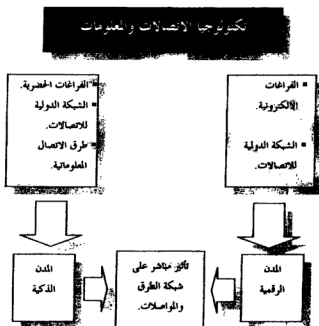 تكنولوجيا الاتصالات والمعلومات
▪ الفراغات
الالكترونية.
▪ الشبكة الدولية
للاتصالات.
▪ الفراغات الحضرية.
▪ الشبكة الدولية
للاتصالات.
▪ طرق الاتصال
المعلوماتية.
المدن
الرقمية
تأثير مباشر على
شبكة الطرق
والمواصلات.
المدن
الذكية